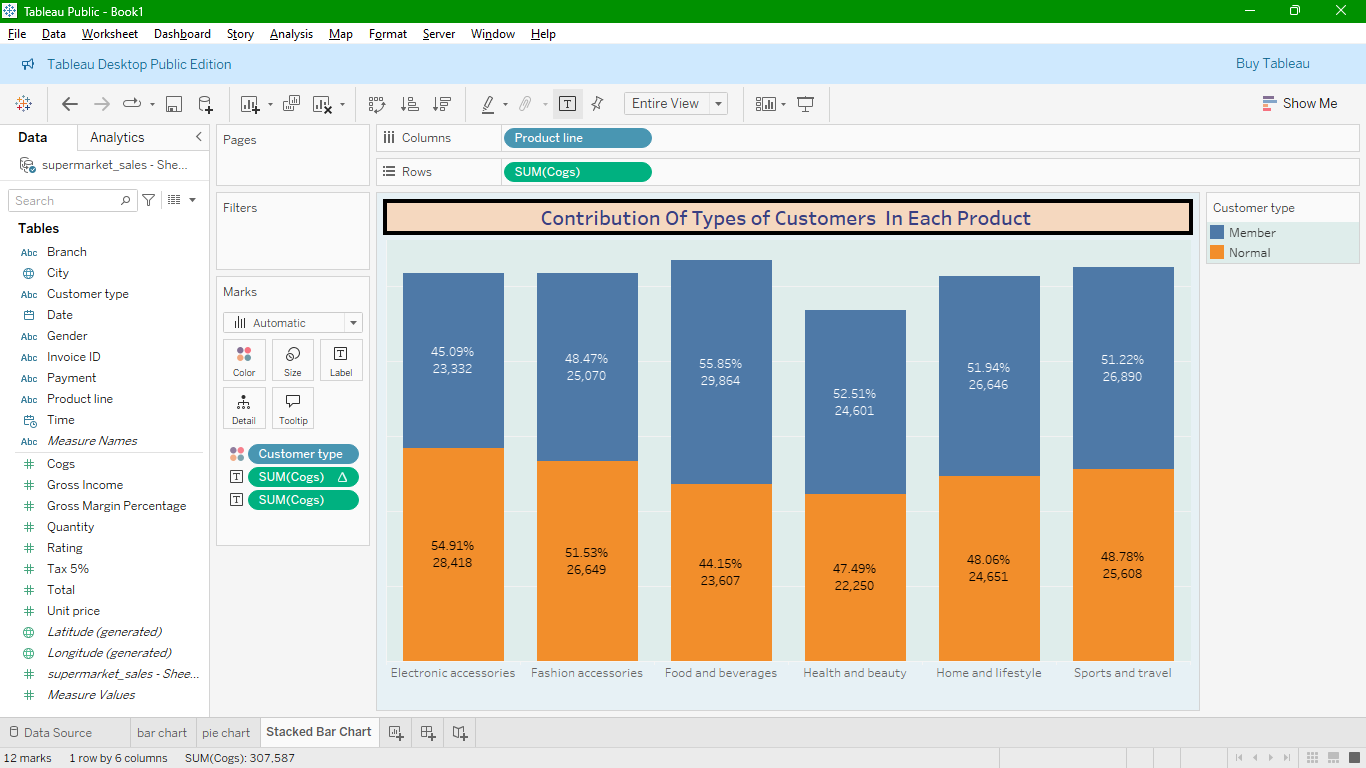 Tableau Public - Book1
File Data Worksheet Dashboard Story Analysis Map Format Server Window Help
Tableau Desktop Public Edition
Buy Tableau
Entire View
Show Me
Data Analytics
supermarket_sales - She...
Search
Tables
Abc Branch
City
Abc Customer type
Date
Abc Gender
Abc Invoice ID
Abc Payment
Abc Product line
Time
Abc Measure Names
Cogs
Gross Income
Gross Margin Percentage
Quantity
Rating
Tax 5%
Total
Unit price
Latitude (generated)
Longitude (generated)
supermarket_sales - Shee...
Measure Values
Pages
Filters
Marks
Automatic
Color Size Label
Detail Tooltip
Customer type
SUM(Cogs)
SUM(Cogs)
Columns Product line
Rows SUM(Cogs)
Contribution Of Types of Customers  In Each Product
45.09%
23,332
48.47%
25,070
55.85%
29,864
52.51%
24,601
51.94%
26,646
51.22%
26,890
54.91%
28,418
51.53%
26,649
44.15%
23,607
47.49%
22,250
48.06%
24,651
48.78%
25,608
Electronic accessories Fashion accessories Food and beverages Health and beauty Home and lifestyle Sports and travel
Customer type
Member
Normal
Data Source bar chart pie chart Stacked Bar Chart
12 marks 1 row by 6 columns SUM(Cogs): 307,587